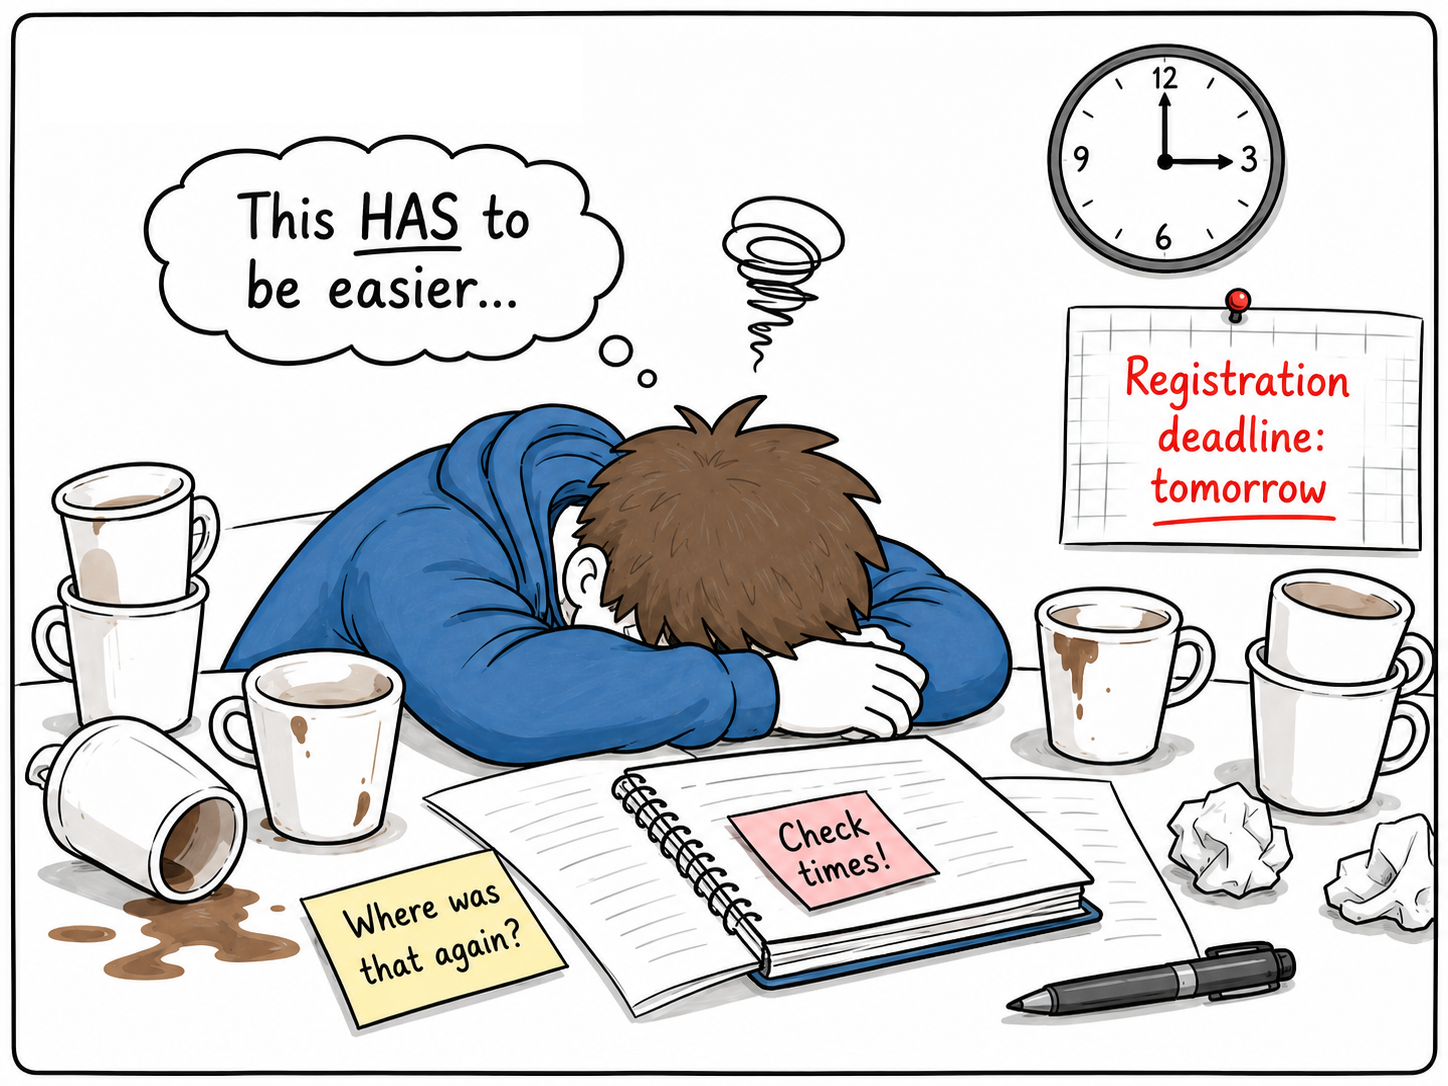 This HAS to
be easier...
12
9
3
6
Registration
deadline:
tomorrow
Check
times!
Where was
that again?